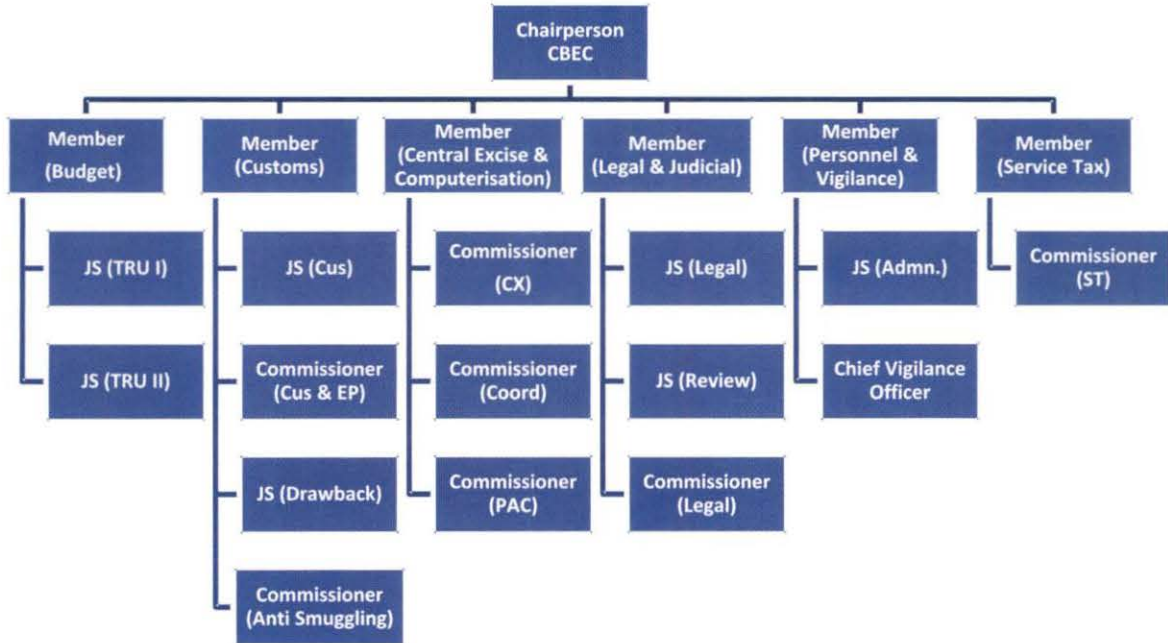 Chairperson
CBEC
Member
(Budget)
Member
(Customs)
Member
(Central Excise &
Computerisation)
Member
(Legal & Judicial)
Member
(Personnel &
Vigilance)
Member
(Service Tax)
JS (TRU I)
JS (Cus)
Commissioner
(CX)
JS (Legal)
JS (Admn.)
Commissioner
(ST)
JS (TRU II)
Commissioner
(Cus & EP)
Commissioner
(Coord)
JS (Review)
Chief Vigilance
Officer
JS (Drawback)
Commissioner
(PAC)
Commissioner
(Legal)
Commissioner
(Anti Smuggling)